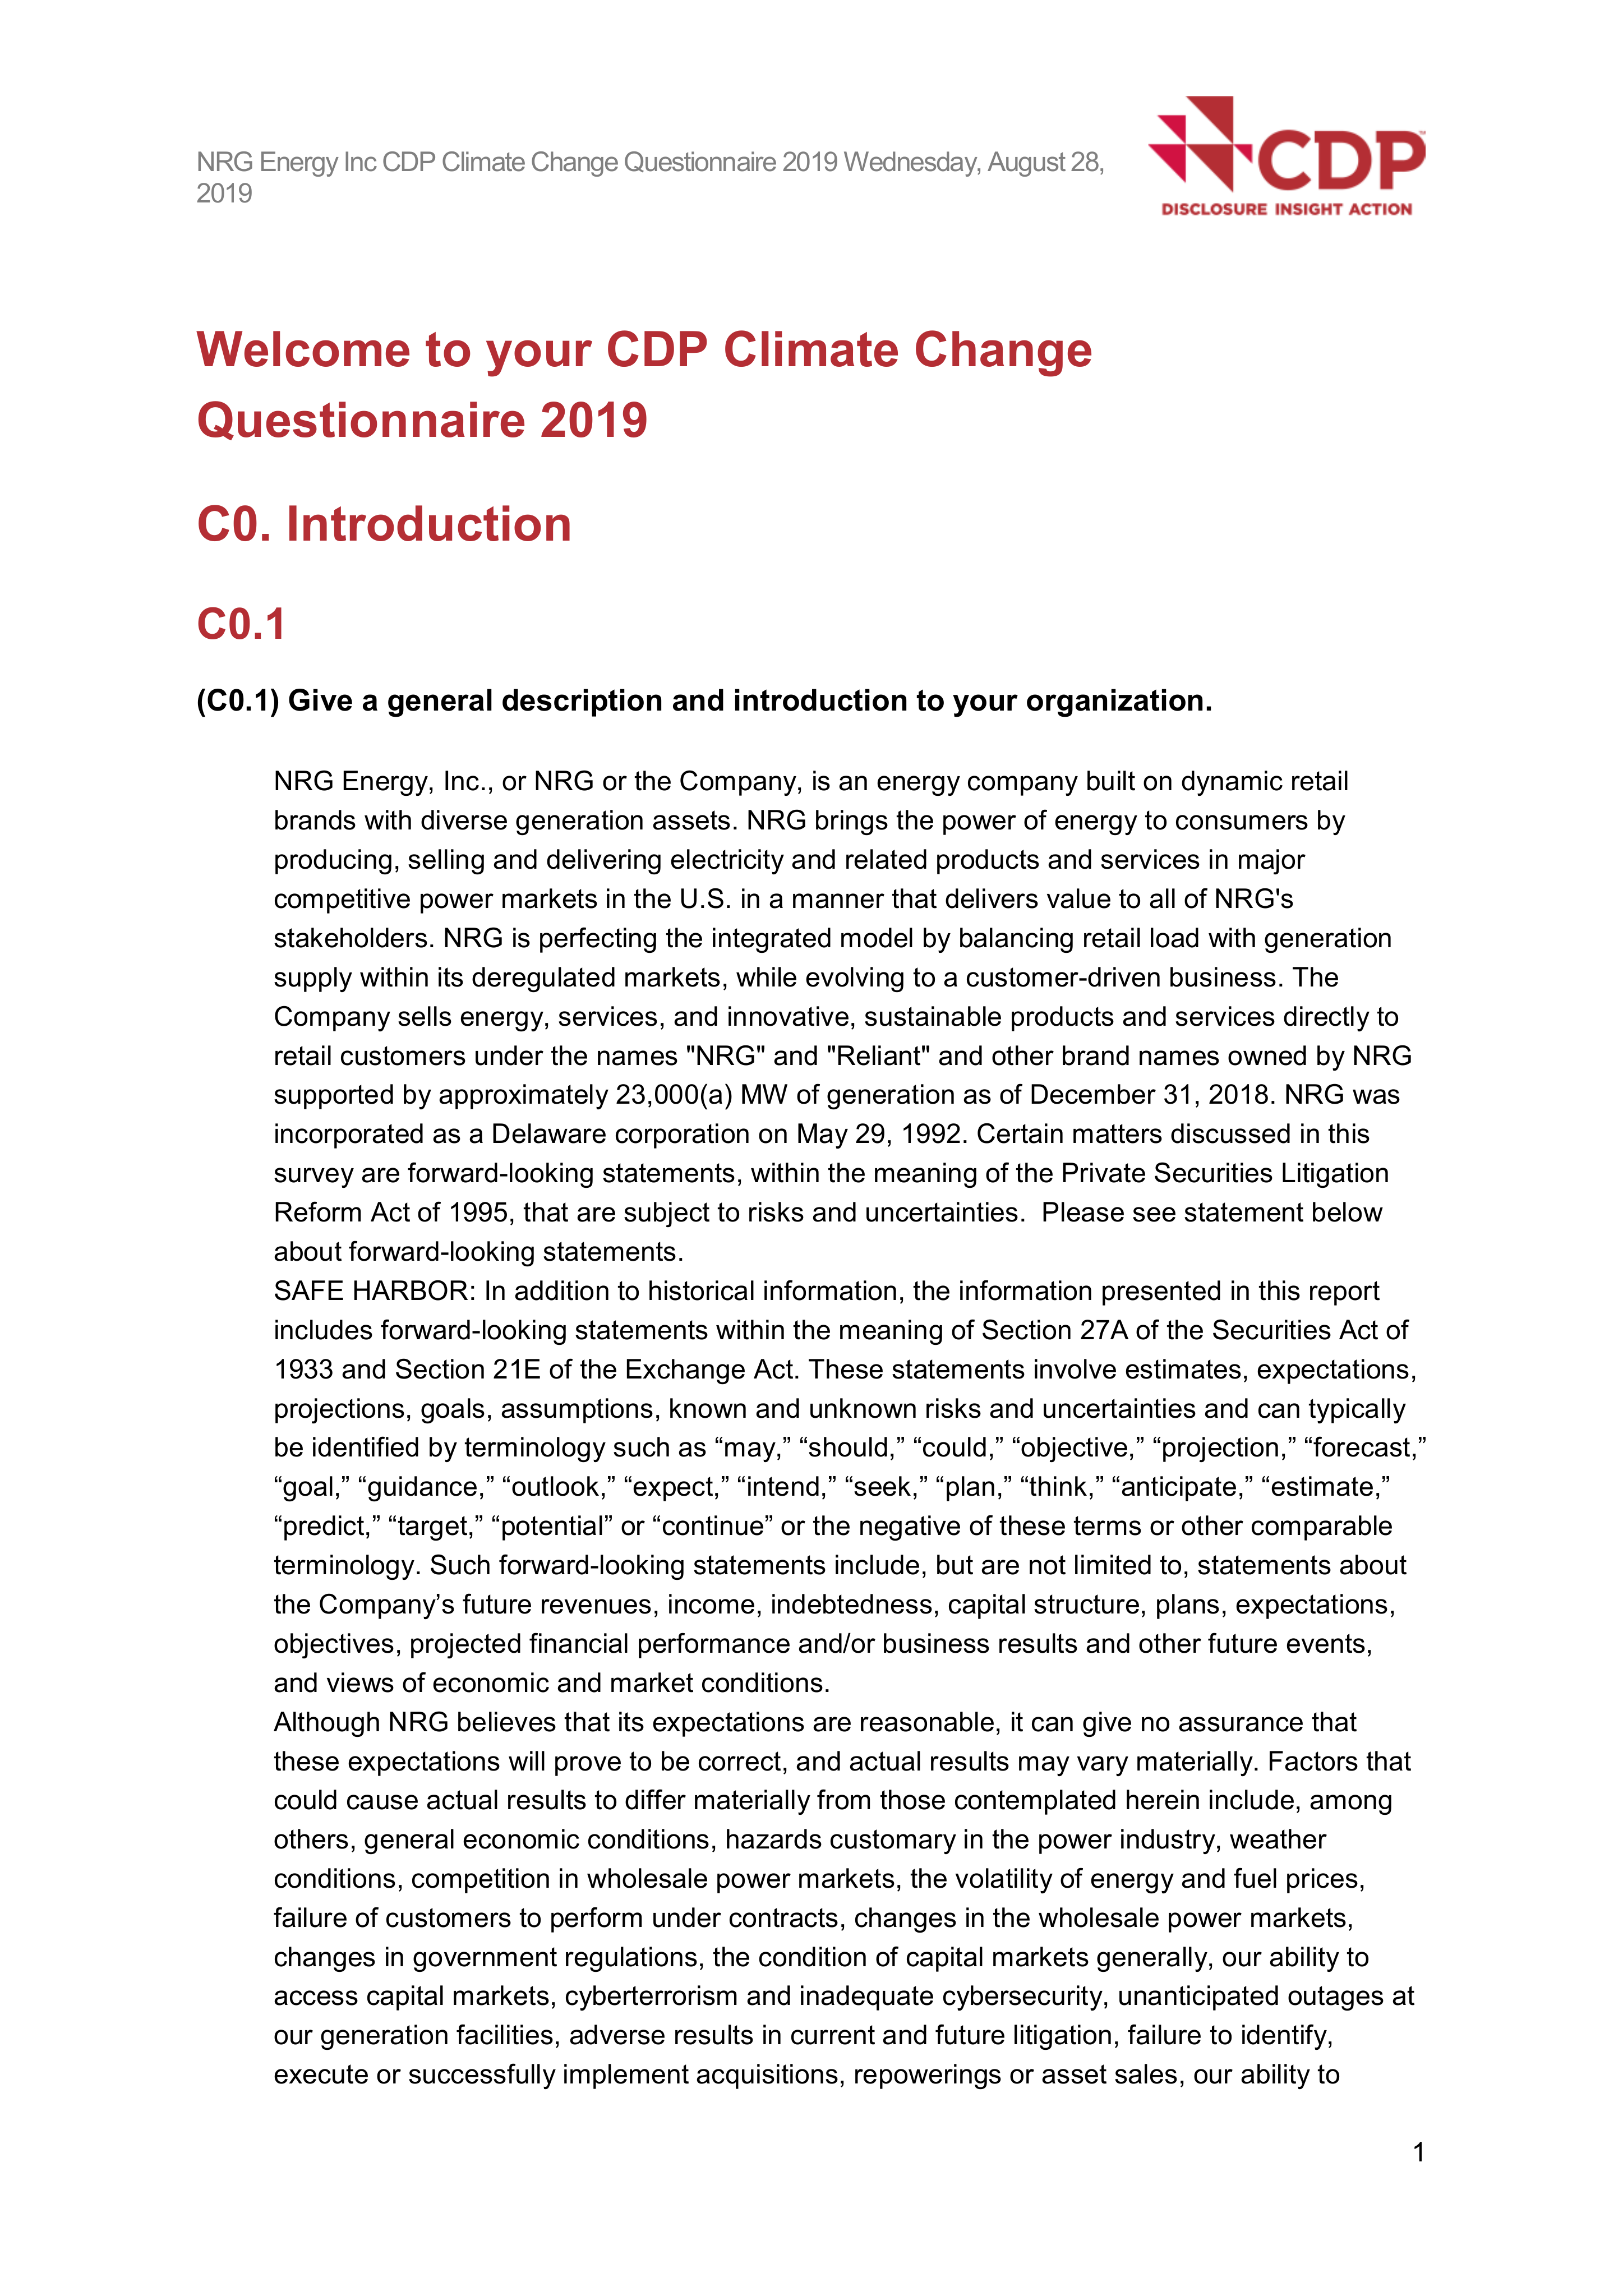 NRG Energy Inc CDP Climate Change Questionnaire 2019 Wednesday, August 28,
2019
CDP™
DISCLOSURE INSIGHT ACTION
Welcome to your CDP Climate Change
Questionnaire 2019
C0. Introduction
C0.1
(C0.1) Give a general description and introduction to your organization.
NRG Energy, Inc., or NRG or the Company, is an energy company built on dynamic retail
brands with diverse generation assets. NRG brings the power of energy to consumers by
producing, selling and delivering electricity and related products and services in major
competitive power markets in the U.S. in a manner that delivers value to all of NRG's
stakeholders. NRG is perfecting the integrated model by balancing retail load with generation
supply within its deregulated markets, while evolving to a customer-driven business. The
Company sells energy, services, and innovative, sustainable products and services directly to
retail customers under the names "NRG" and "Reliant" and other brand names owned by NRG
supported by approximately 23,000(a) MW of generation as of December 31, 2018. NRG was
incorporated as a Delaware corporation on May 29, 1992. Certain matters discussed in this
survey are forward-looking statements, within the meaning of the Private Securities Litigation
Reform Act of 1995, that are subject to risks and uncertainties.  Please see statement below
about forward-looking statements.
SAFE HARBOR: In addition to historical information, the information presented in this report
includes forward-looking statements within the meaning of Section 27A of the Securities Act of
1933 and Section 21E of the Exchange Act. These statements involve estimates, expectations,
projections, goals, assumptions, known and unknown risks and uncertainties and can typically
be identified by terminology such as “may,” “should,” “could,” “objective,” “projection,” “forecast,”
“goal,” “guidance,” “outlook,” “expect,” “intend,” “seek,” “plan,” “think,” “anticipate,” “estimate,”
“predict,” “target,” “potential” or “continue” or the negative of these terms or other comparable
terminology. Such forward-looking statements include, but are not limited to, statements about
the Company’s future revenues, income, indebtedness, capital structure, plans, expectations,
objectives, projected financial performance and/or business results and other future events,
and views of economic and market conditions.
Although NRG believes that its expectations are reasonable, it can give no assurance that
these expectations will prove to be correct, and actual results may vary materially. Factors that
could cause actual results to differ materially from those contemplated herein include, among
others, general economic conditions, hazards customary in the power industry, weather
conditions, competition in wholesale power markets, the volatility of energy and fuel prices,
failure of customers to perform under contracts, changes in the wholesale power markets,
changes in government regulations, the condition of capital markets generally, our ability to
access capital markets, cyberterrorism and inadequate cybersecurity, unanticipated outages at
our generation facilities, adverse results in current and future litigation, failure to identify,
execute or successfully implement acquisitions, repowerings or asset sales, our ability to
1